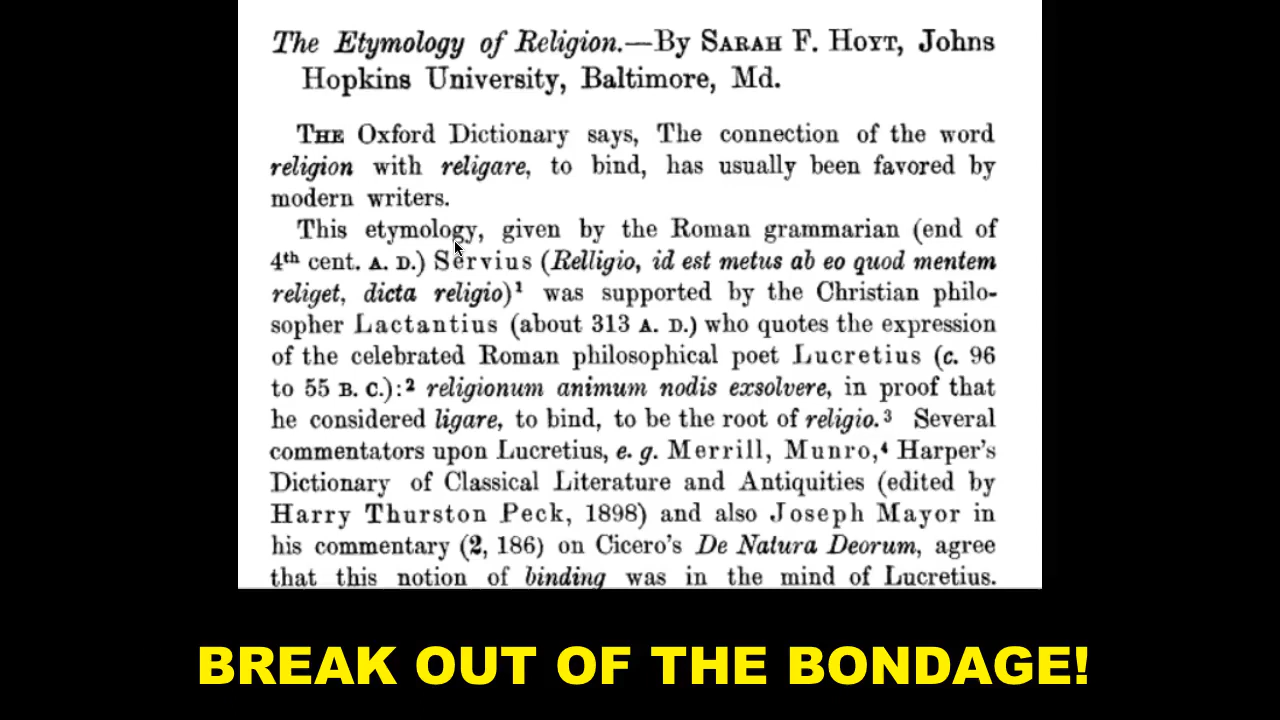 The Etymology of Religion.—By SARAH F. HOYT, Johns
Hopkins University, Baltimore, Md.
THE Oxford Dictionary says, The connection of the word
religion with religare, to bind, has usually been favored by
modern writers.
This etymology, given by the Roman grammarian (end of
4th cent. A. D.) Servius (Relligio, id est metus ab eo quod mentem
religet, dicta religio)¹ was supported by the Christian philo-
sopher Lactantius (about 313 A. D.) who quotes the expression
of the celebrated Roman philosophical poet Lucretius (c. 96
to 55 B. C.):² religionum animum nodis exsolvere, in proof that
he considered ligare, to bind, to be the root of religio.³ Several
commentators upon Lucretius, e. g. Merrill, Munro,⁴ Harper's
Dictionary of Classical Literature and Antiquities (edited by
Harry Thurston Peck, 1898) and also Joseph Mayor in
his commentary (2, 186) on Cicero's De Natura Deorum, agree
that this notion of binding was in the mind of Lucretius.
BREAK OUT OF THE BONDAGE!